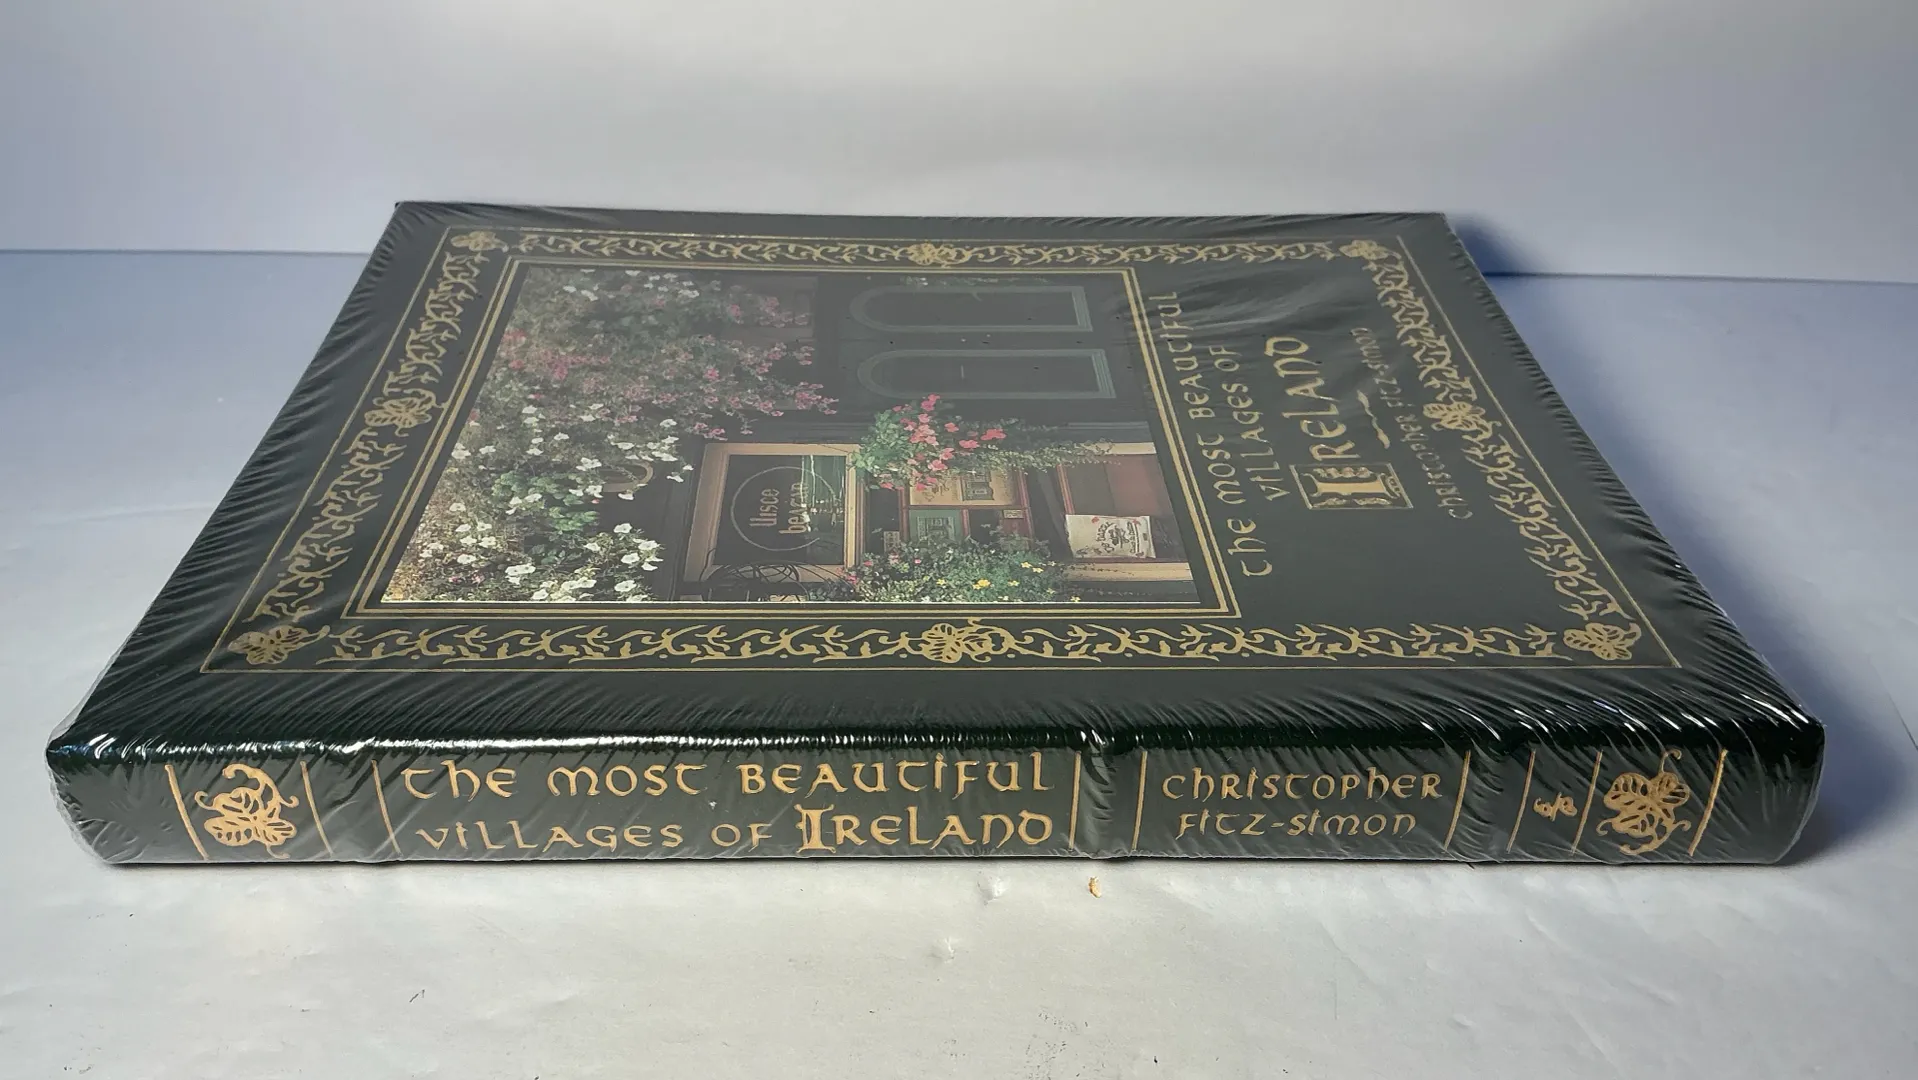 The Most Beautiful
Villages of
Ireland
Christopher Fitz-Simon
Uisce
beatha
The Most Beautiful
Villages of Ireland
Christopher
Fitz-Simon